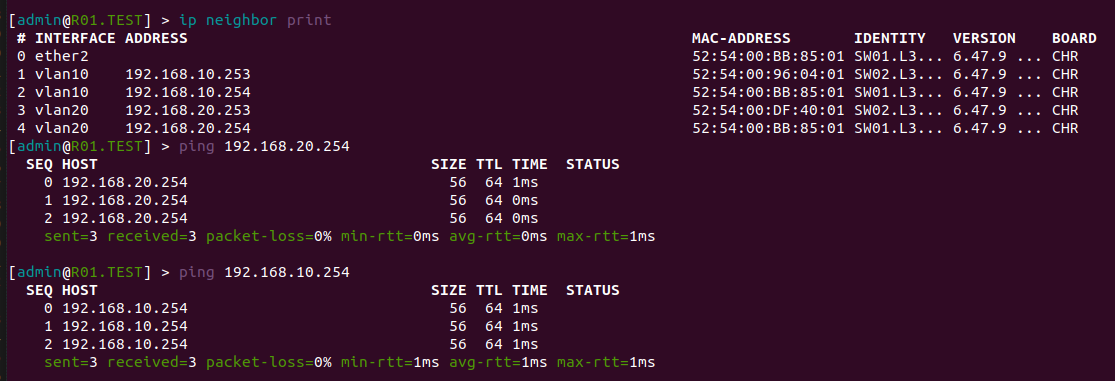 [admin@R01.TEST] > ip neighbor print
# INTERFACE ADDRESS MAC-ADDRESS IDENTITY VERSION BOARD
0 ether2 52:54:00:BB:85:01 SW01.L3... 6.47.9 ... CHR
1 vlan10 192.168.10.253 52:54:00:96:04:01 SW02.L3... 6.47.9 ... CHR
2 vlan10 192.168.10.254 52:54:00:BB:85:01 SW01.L3... 6.47.9 ... CHR
3 vlan20 192.168.20.253 52:54:00:DF:40:01 SW02.L3... 6.47.9 ... CHR
4 vlan20 192.168.20.254 52:54:00:BB:85:01 SW01.L3... 6.47.9 ... CHR
[admin@R01.TEST] > ping 192.168.20.254
SEQ HOST SIZE TTL TIME STATUS
0 192.168.20.254 56 64 1ms
1 192.168.20.254 56 64 0ms
2 192.168.20.254 56 64 0ms
sent=3 received=3 packet-loss=0% min-rtt=0ms avg-rtt=0ms max-rtt=1ms
[admin@R01.TEST] > ping 192.168.10.254
SEQ HOST SIZE TTL TIME STATUS
0 192.168.10.254 56 64 1ms
1 192.168.10.254 56 64 1ms
2 192.168.10.254 56 64 1ms
sent=3 received=3 packet-loss=0% min-rtt=1ms avg-rtt=1ms max-rtt=1ms